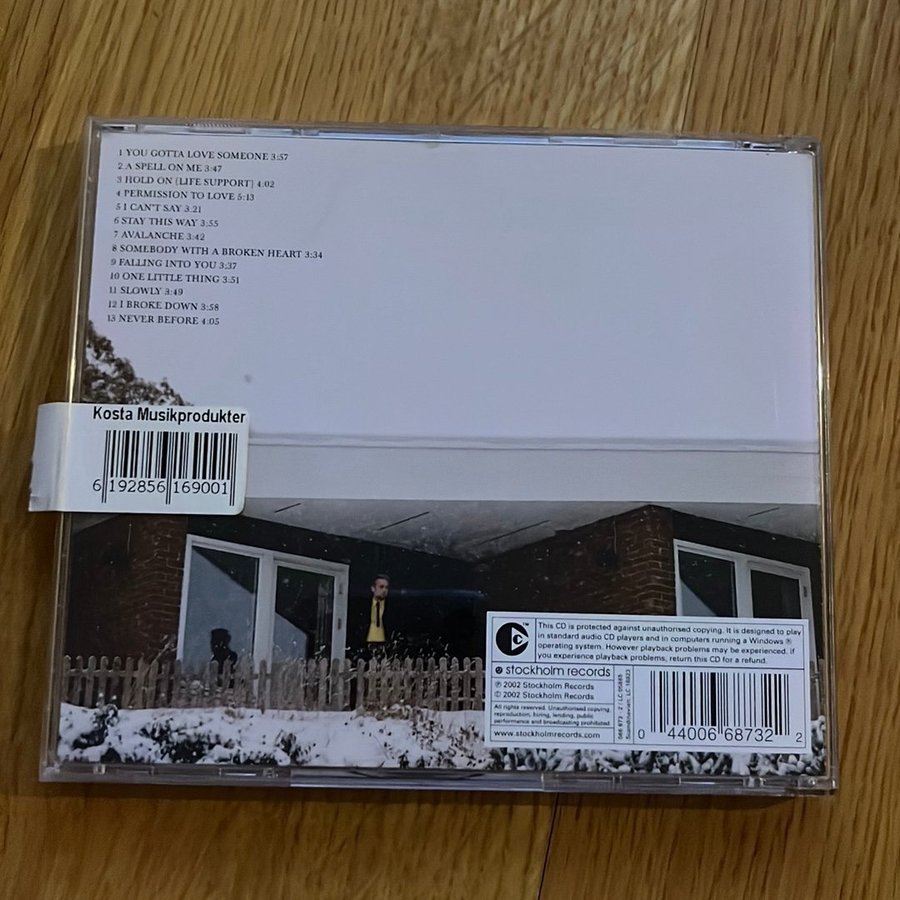 1 YOU GOTTA LOVE SOMEONE 3:57
2 A SPELL ON ME 3:47
3 HOLD ON [LIFE SUPPORT] 4:02
4 PERMISSION TO LOVE 5:13
5 I CAN'T SAY 3.21
6 STAY THIS WAY 3:55
7 AVALANCHE 3:42
8 SOMEBODY WITH A BROKEN HEART 3:34
9 FALLING INTO YOU 3:37
10 ONE LITTLE THING 3:51
11 SLOWLY 3:49
12 I BROKE DOWN 3:58
13 NEVER BEFORE 4:05
Kosta Musikprodukter
6 192856 169001
This CD is protected against unauthorised copying. It is designed to play
in standard audio CD players and in computers running a Windows ®
operating system. However playback problems may be experienced. If
you experience playback problems, return this CD for a refund.
stockholm records
℗ 2002 Stockholm Records
© 2002 Stockholm Records
All rights reserved. Unauthorised copying,
reproduction, hiring, lending, public
performance and broadcasting prohibited.
www.stockholmrecords.com
0 44006 68732 2